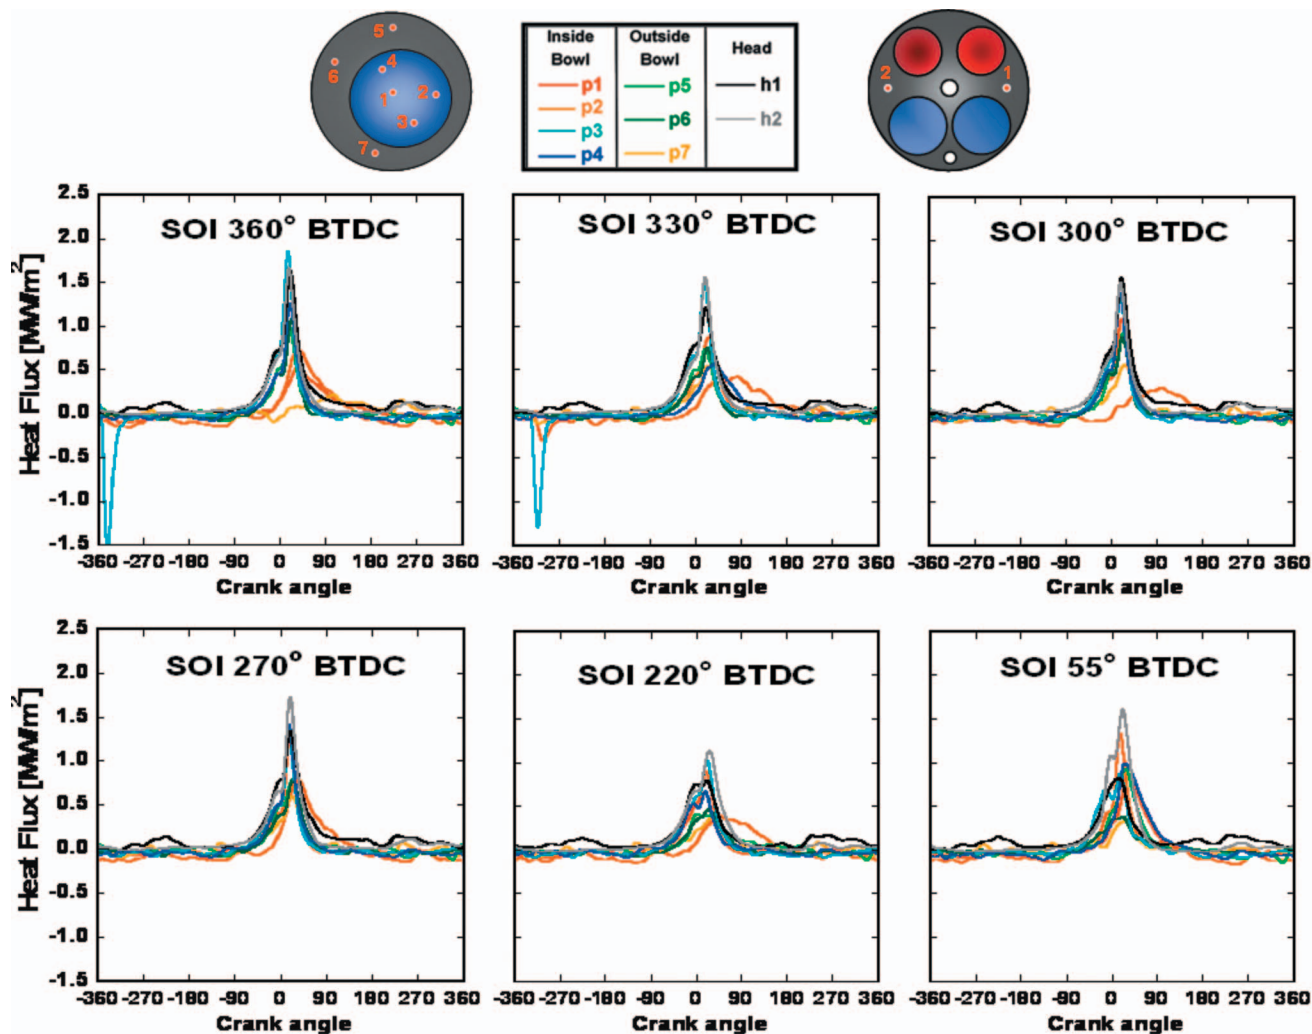 5
4
6
1
2
3
7
Inside Bowl
Outside Bowl
Head
p1
p5
h1
p2
p6
h2
p3
p7
p4
2
1
2.5
2.0
1.5
1.0
0.5
0.0
-0.5
-1.0
-1.5
Heat Flux [MW/m²]
SOI 360° BTDC
-360 -270 -180 -90 0 90 180 270 360
Crank angle
SOI 330° BTDC
-360 -270 -180 -90 0 90 180 270 360
Crank angle
SOI 300° BTDC
-360 -270 -180 -90 0 90 180 270 360
Crank angle
2.5
2.0
1.5
1.0
0.5
0.0
-0.5
-1.0
-1.5
Heat Flux [MW/m²]
SOI 270° BTDC
-360 -270 -180 -90 0 90 180 270 360
Crank angle
SOI 220° BTDC
-360 -270 -180 -90 0 90 180 270 360
Crank angle
SOI 55° BTDC
-360 -270 -180 -90 0 90 180 270 360
Crank angle